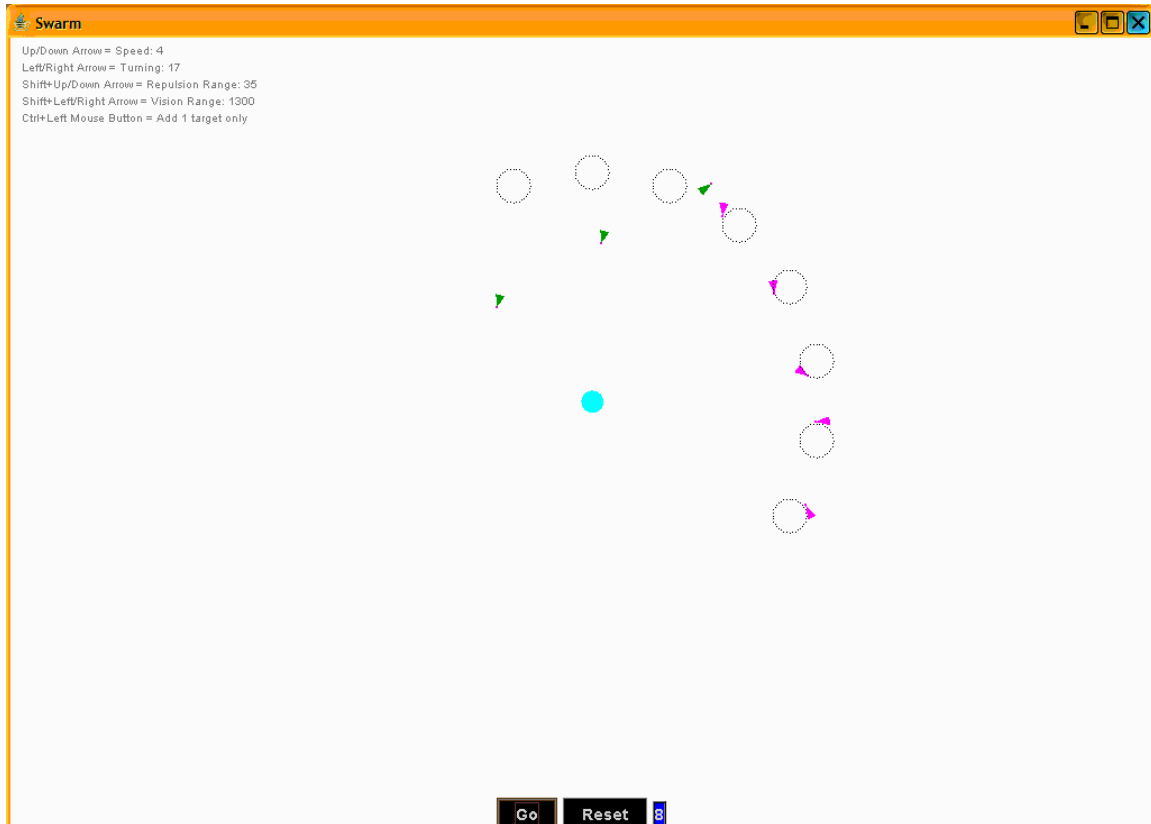 Swarm
Up/Down Arrow = Speed: 4
Left/Right Arrow = Turning: 17
Shift+Up/Down Arrow = Repulsion Range: 35
Shift+Left/Right Arrow = Vision Range: 1300
Ctrl+Left Mouse Button = Add 1 target only
Go Reset 8